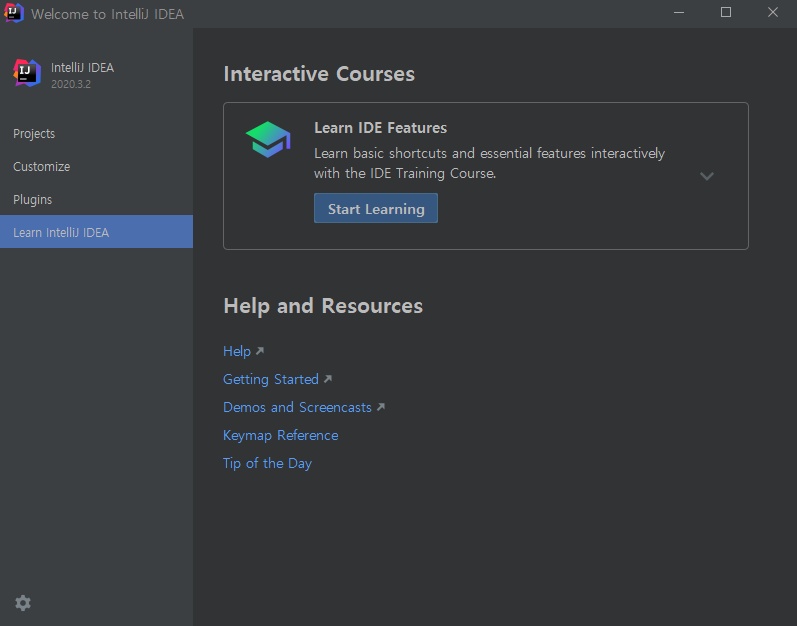 Welcome to IntelliJ IDEA
IntelliJ IDEA
2020.3.2
Projects
Customize
Plugins
Learn IntelliJ IDEA
Interactive Courses
Learn IDE Features
Learn basic shortcuts and essential features interactively
with the IDE Training Course.
Start Learning
Help and Resources
Help
Getting Started
Demos and Screencasts
Keymap Reference
Tip of the Day